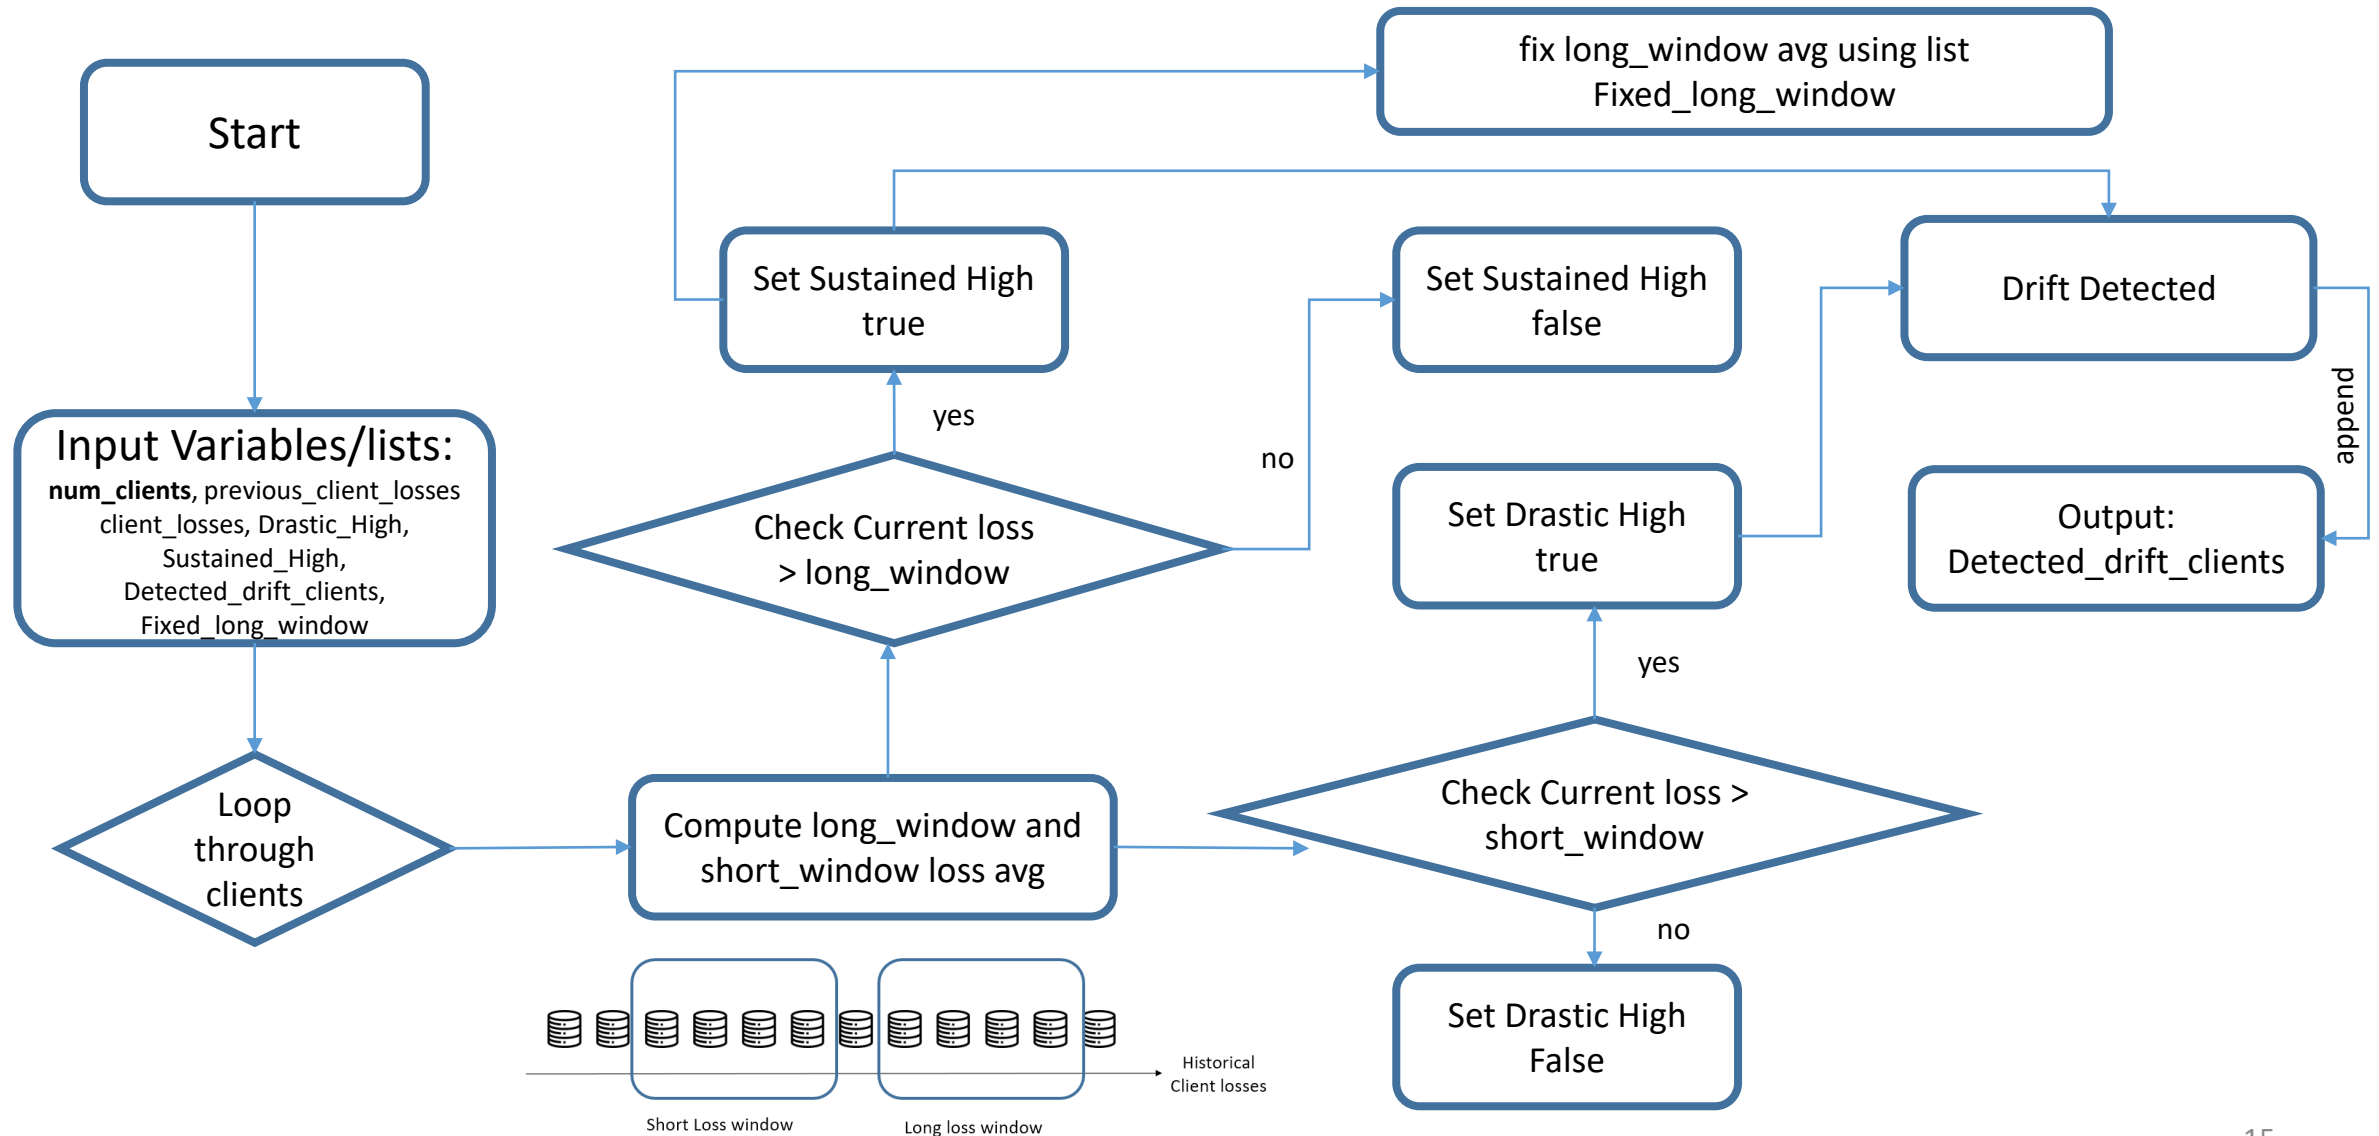 Start
Input Variables/lists:
num_clients, previous_client_losses
client_losses, Drastic_High,
Sustained_High,
Detected_drift_clients,
Fixed_long_window
Loop
through
clients
Compute long_window and
short_window loss avg
Check Current loss
> long_window
yes
no
Set Sustained High
true
Set Sustained High
false
fix long_window avg using list
Fixed_long_window
Check Current loss >
short_window
yes
no
Set Drastic High
true
Set Drastic High
False
Drift Detected
append
Output:
Detected_drift_clients
Historical
Client losses
Short Loss window
Long loss window
15